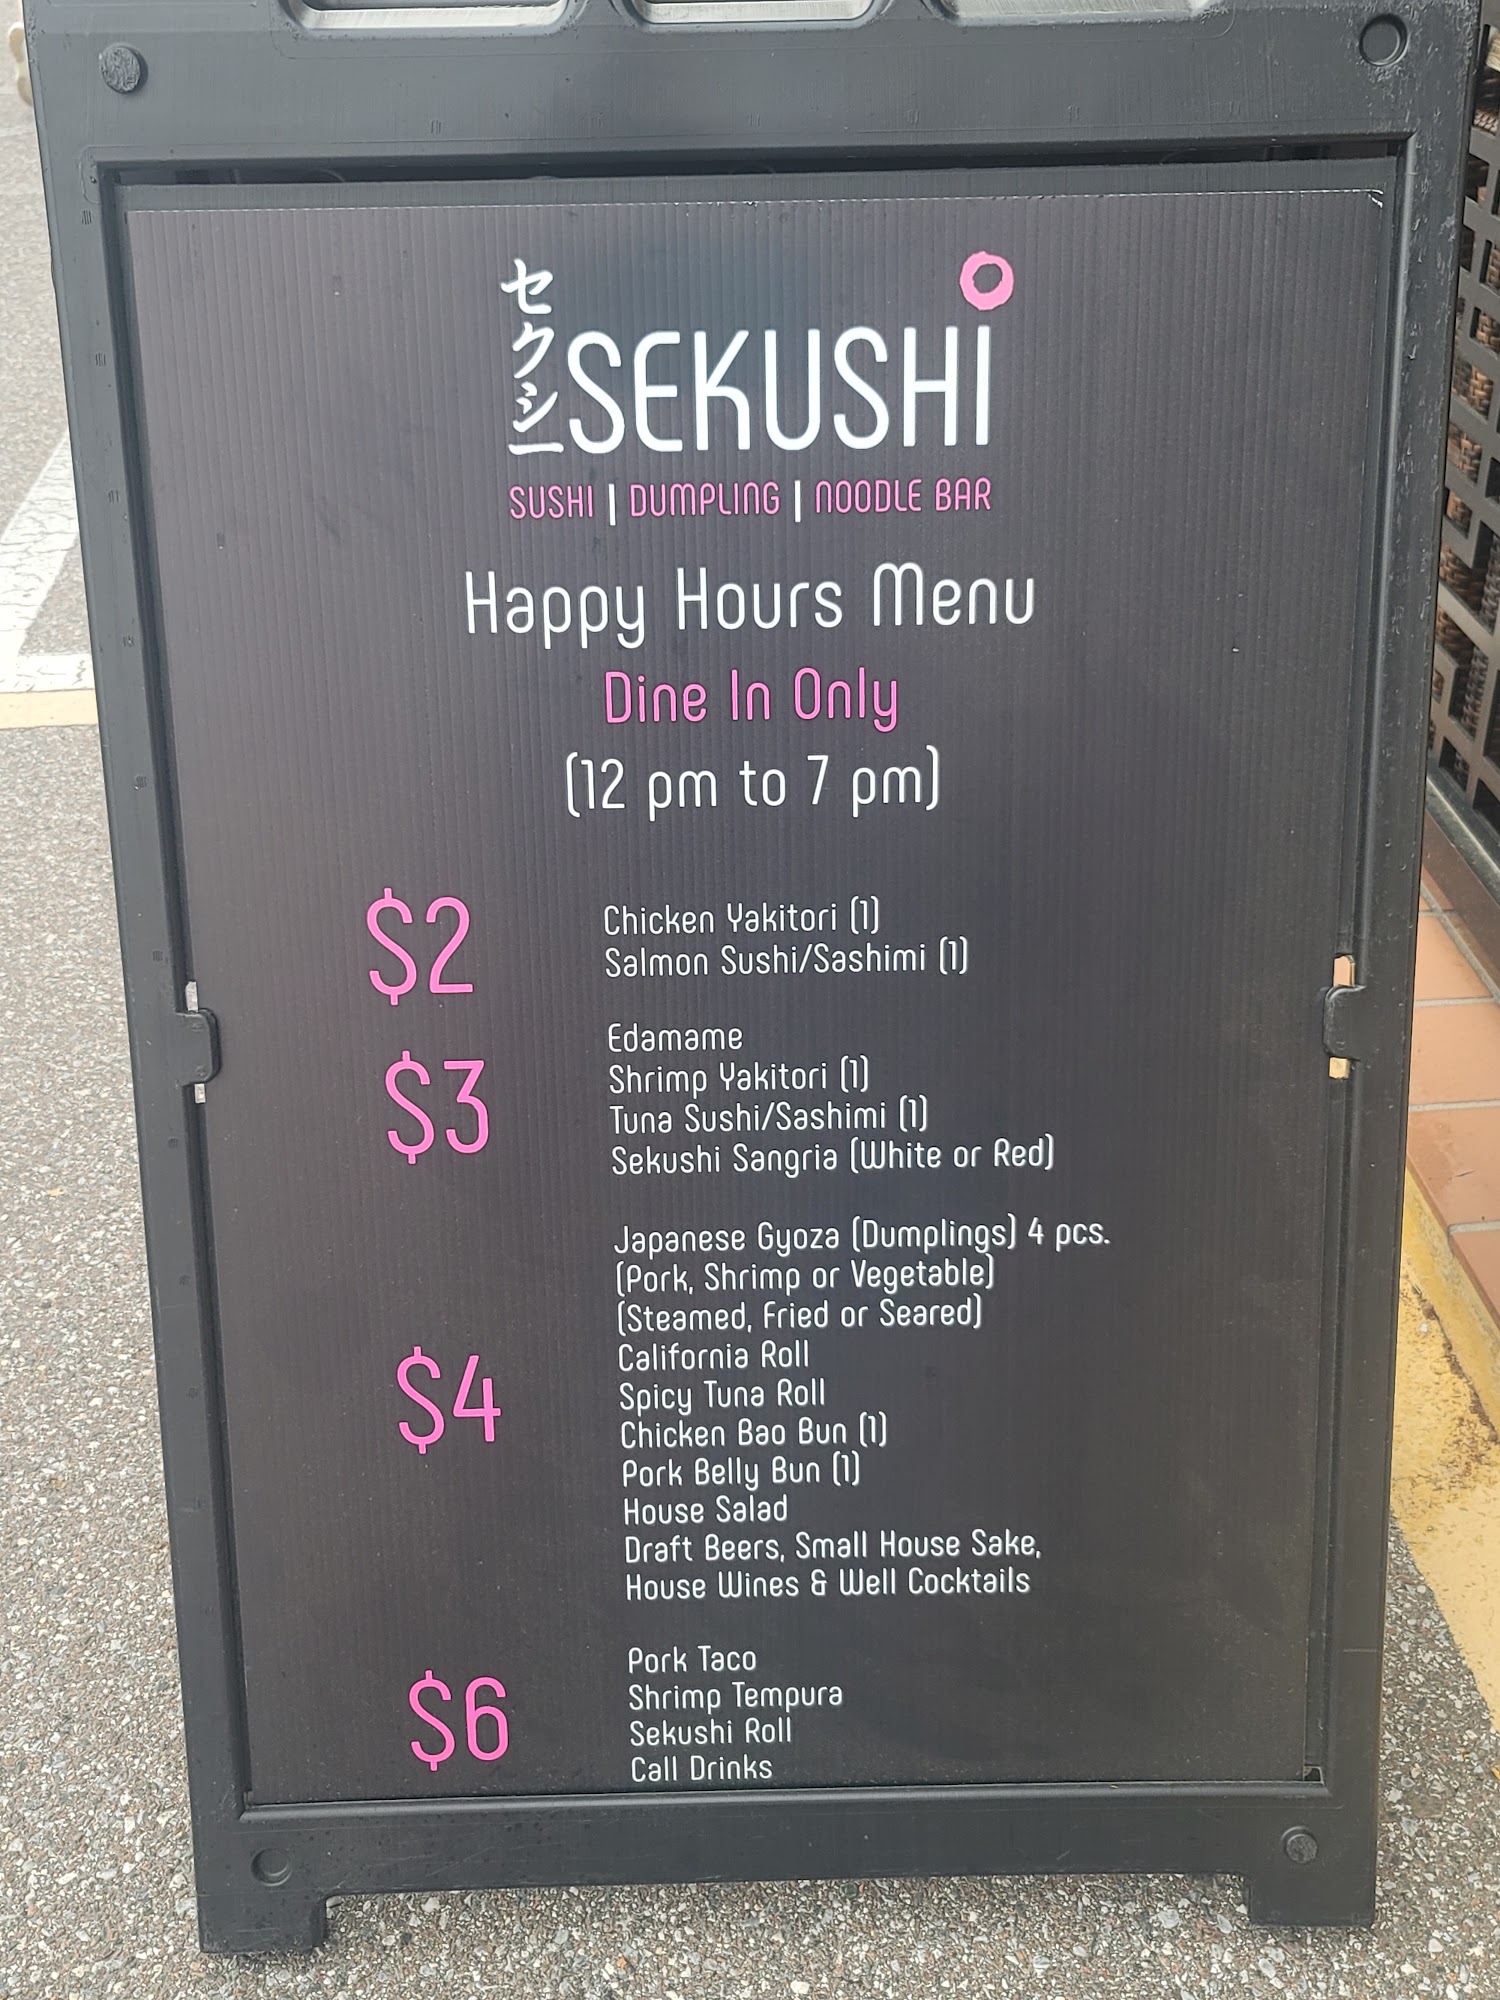 セクシー
SEKUSHI
SUSHI | DUMPLING | NOODLE BAR
Happy Hours Menu
Dine In Only
(12 pm to 7 pm)
$2
Chicken Yakitori (1)
Salmon Sushi/Sashimi (1)
$3
Edamame
Shrimp Yakitori (1)
Tuna Sushi/Sashimi (1)
Sekushi Sangria (White or Red)
$4
Japanese Gyoza (Dumplings) 4 pcs.
(Pork, Shrimp or Vegetable)
(Steamed, Fried or Seared)
California Roll
Spicy Tuna Roll
Chicken Bao Bun (1)
Pork Belly Bun (1)
House Salad
Draft Beers, Small House Sake,
House Wines & Well Cocktails
$6
Pork Taco
Shrimp Tempura
Sekushi Roll
Call Drinks